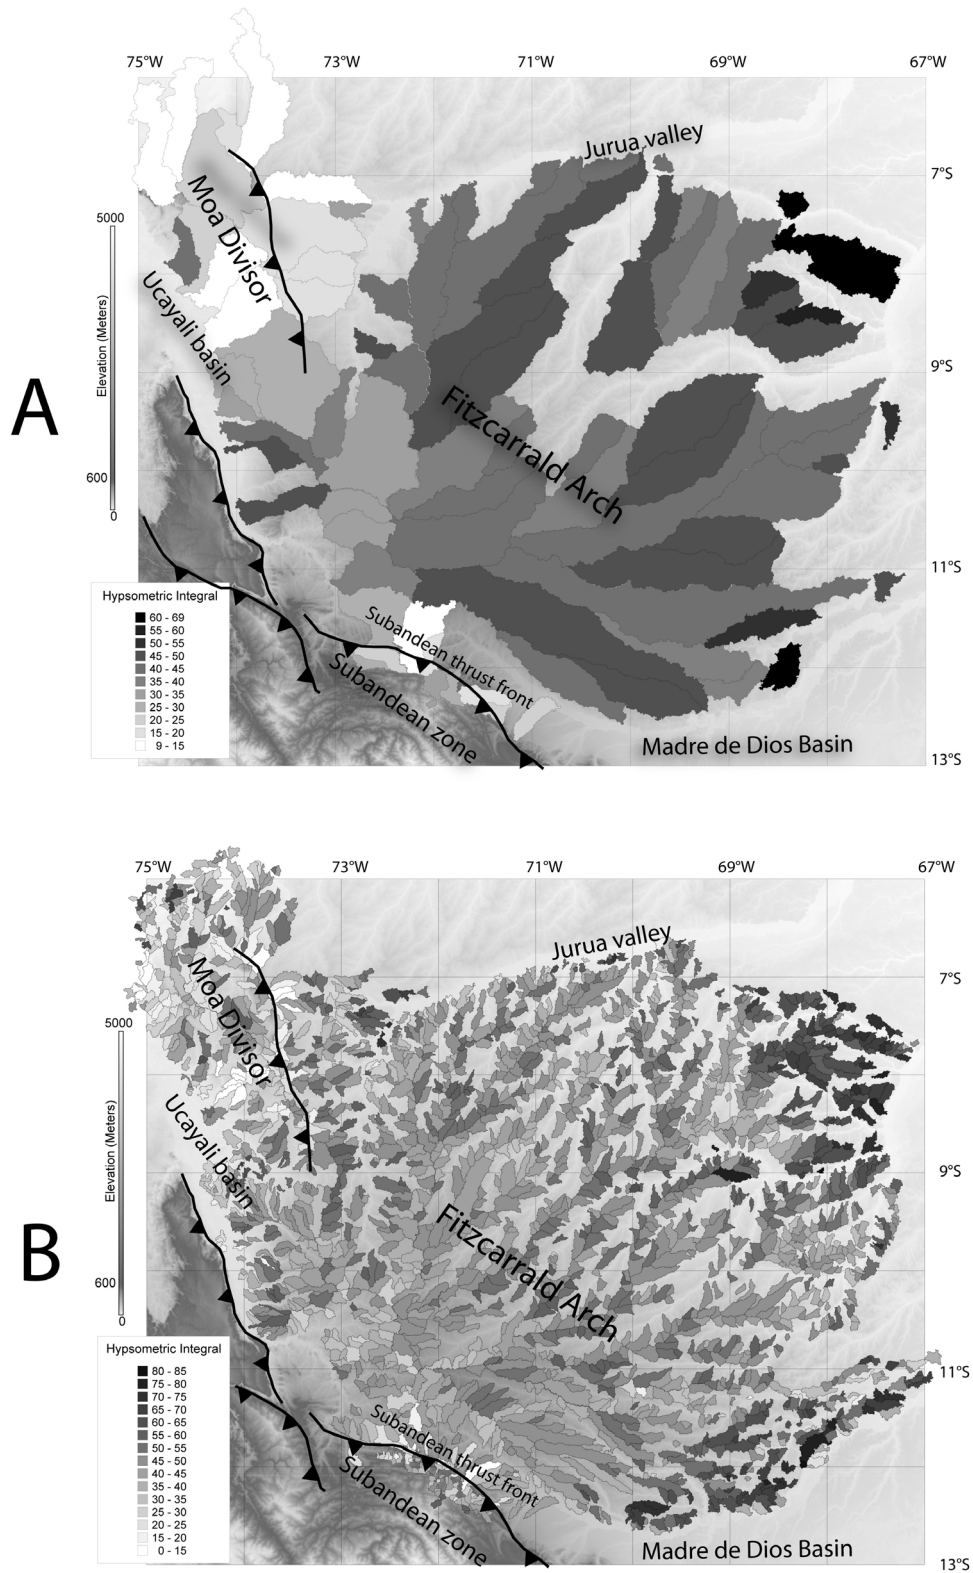 A
75°W 73°W 71°W 69°W 67°W
Jurua valley
7°S
Moa Divisor
5000
Ucayali basin
Elevation (Meters)
9°S
Fitzcarrald Arch
600
0
11°S
Hypsometric Integral
60 - 69
55 - 60
50 - 55
45 - 50
40 - 45
35 - 40
30 - 35
25 - 30
20 - 25
15 - 20
9 - 15
Subandean thrust front
Subandean zone
Madre de Dios Basin
13°S
B
75°W 73°W 71°W 69°W 67°W
Jurua valley
7°S
Moa Divisor
5000
Ucayali basin
Elevation (Meters)
9°S
Fitzcarrald Arch
600
0
11°S
Hypsometric Integral
80 - 85
75 - 80
70 - 75
65 - 70
60 - 65
55 - 60
50 - 55
45 - 50
40 - 45
35 - 40
30 - 35
25 - 30
20 - 25
15 - 20
0 - 15
Subandean thrust front
Subandean zone
Madre de Dios Basin
13°S